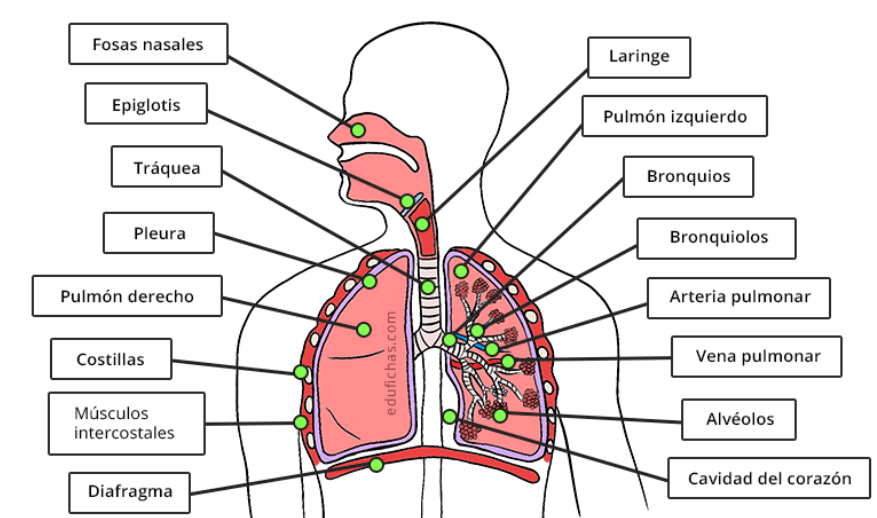 Fosas nasales
Epiglotis
Tráquea
Pleura
Pulmón derecho
Costillas
Músculos
intercostales
Diafragma
Laringe
Pulmón izquierdo
Bronquios
Bronquiolos
Arteria pulmonar
Vena pulmonar
Alvéolos
Cavidad del corazón
edufichas.com